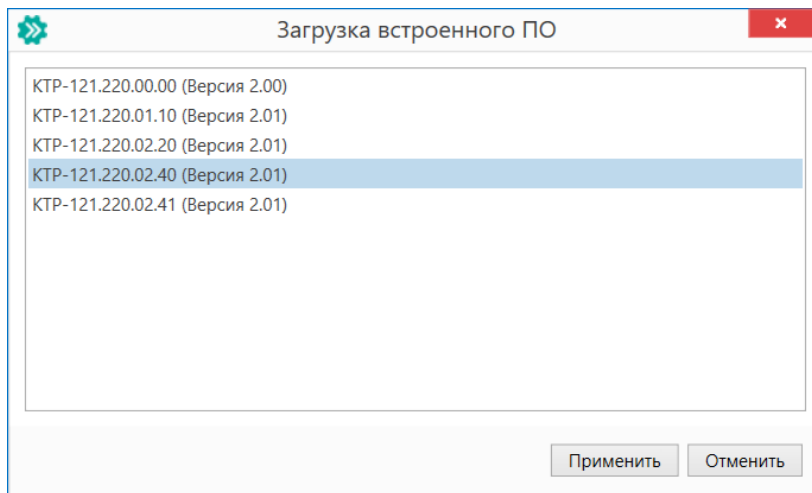 Загрузка встроенного ПО
КТР-121.220.00.00 (Версия 2.00)
КТР-121.220.01.10 (Версия 2.01)
КТР-121.220.02.20 (Версия 2.01)
КТР-121.220.02.40 (Версия 2.01)
КТР-121.220.02.41 (Версия 2.01)
Применить Отменить